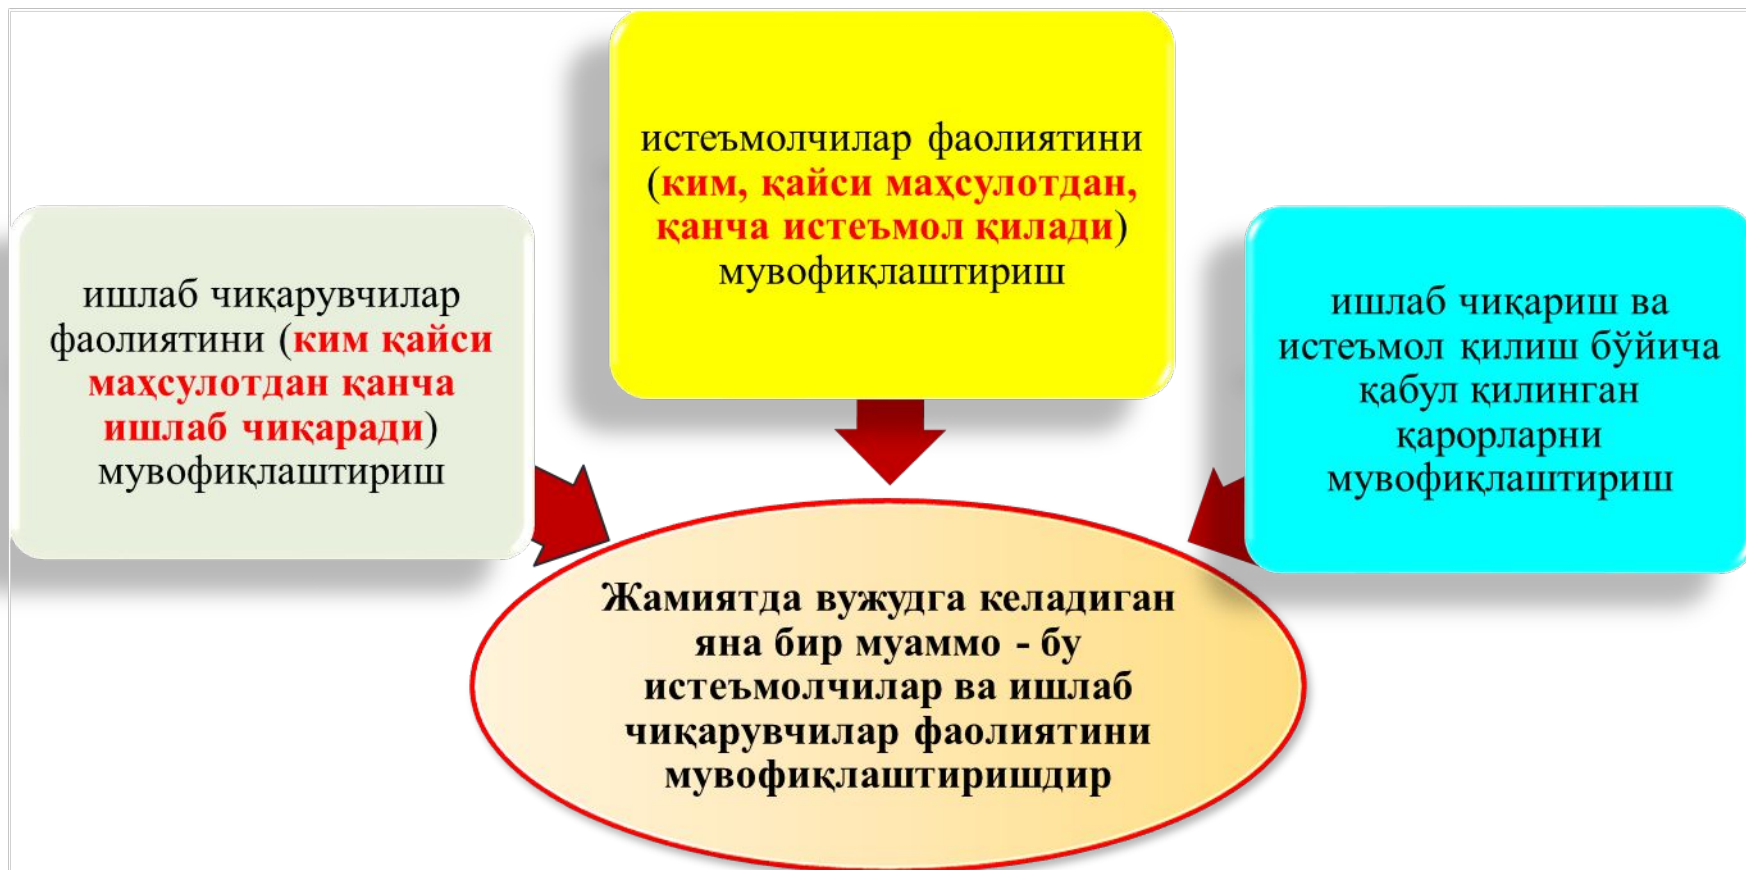 истеъмолчилар фаолиятини
(ким, қайси маҳсулотдан,
қанча истеъмол қилади)
мувофиқлаштириш
ишлаб чиқарувчилар
фаолиятини (ким қайси
маҳсулотдан қанча
ишлаб чиқаради)
мувофиқлаштириш
ишлаб чиқариш ва
истеъмол қилиш бўйича
қабул қилинган
қарорларни
мувофиқлаштириш
Жамиятда вужудга келадиган
яна бир муаммо - бу
истеъмолчилар ва ишлаб
чиқарувчилар фаолиятини
мувофиқлаштиришдир